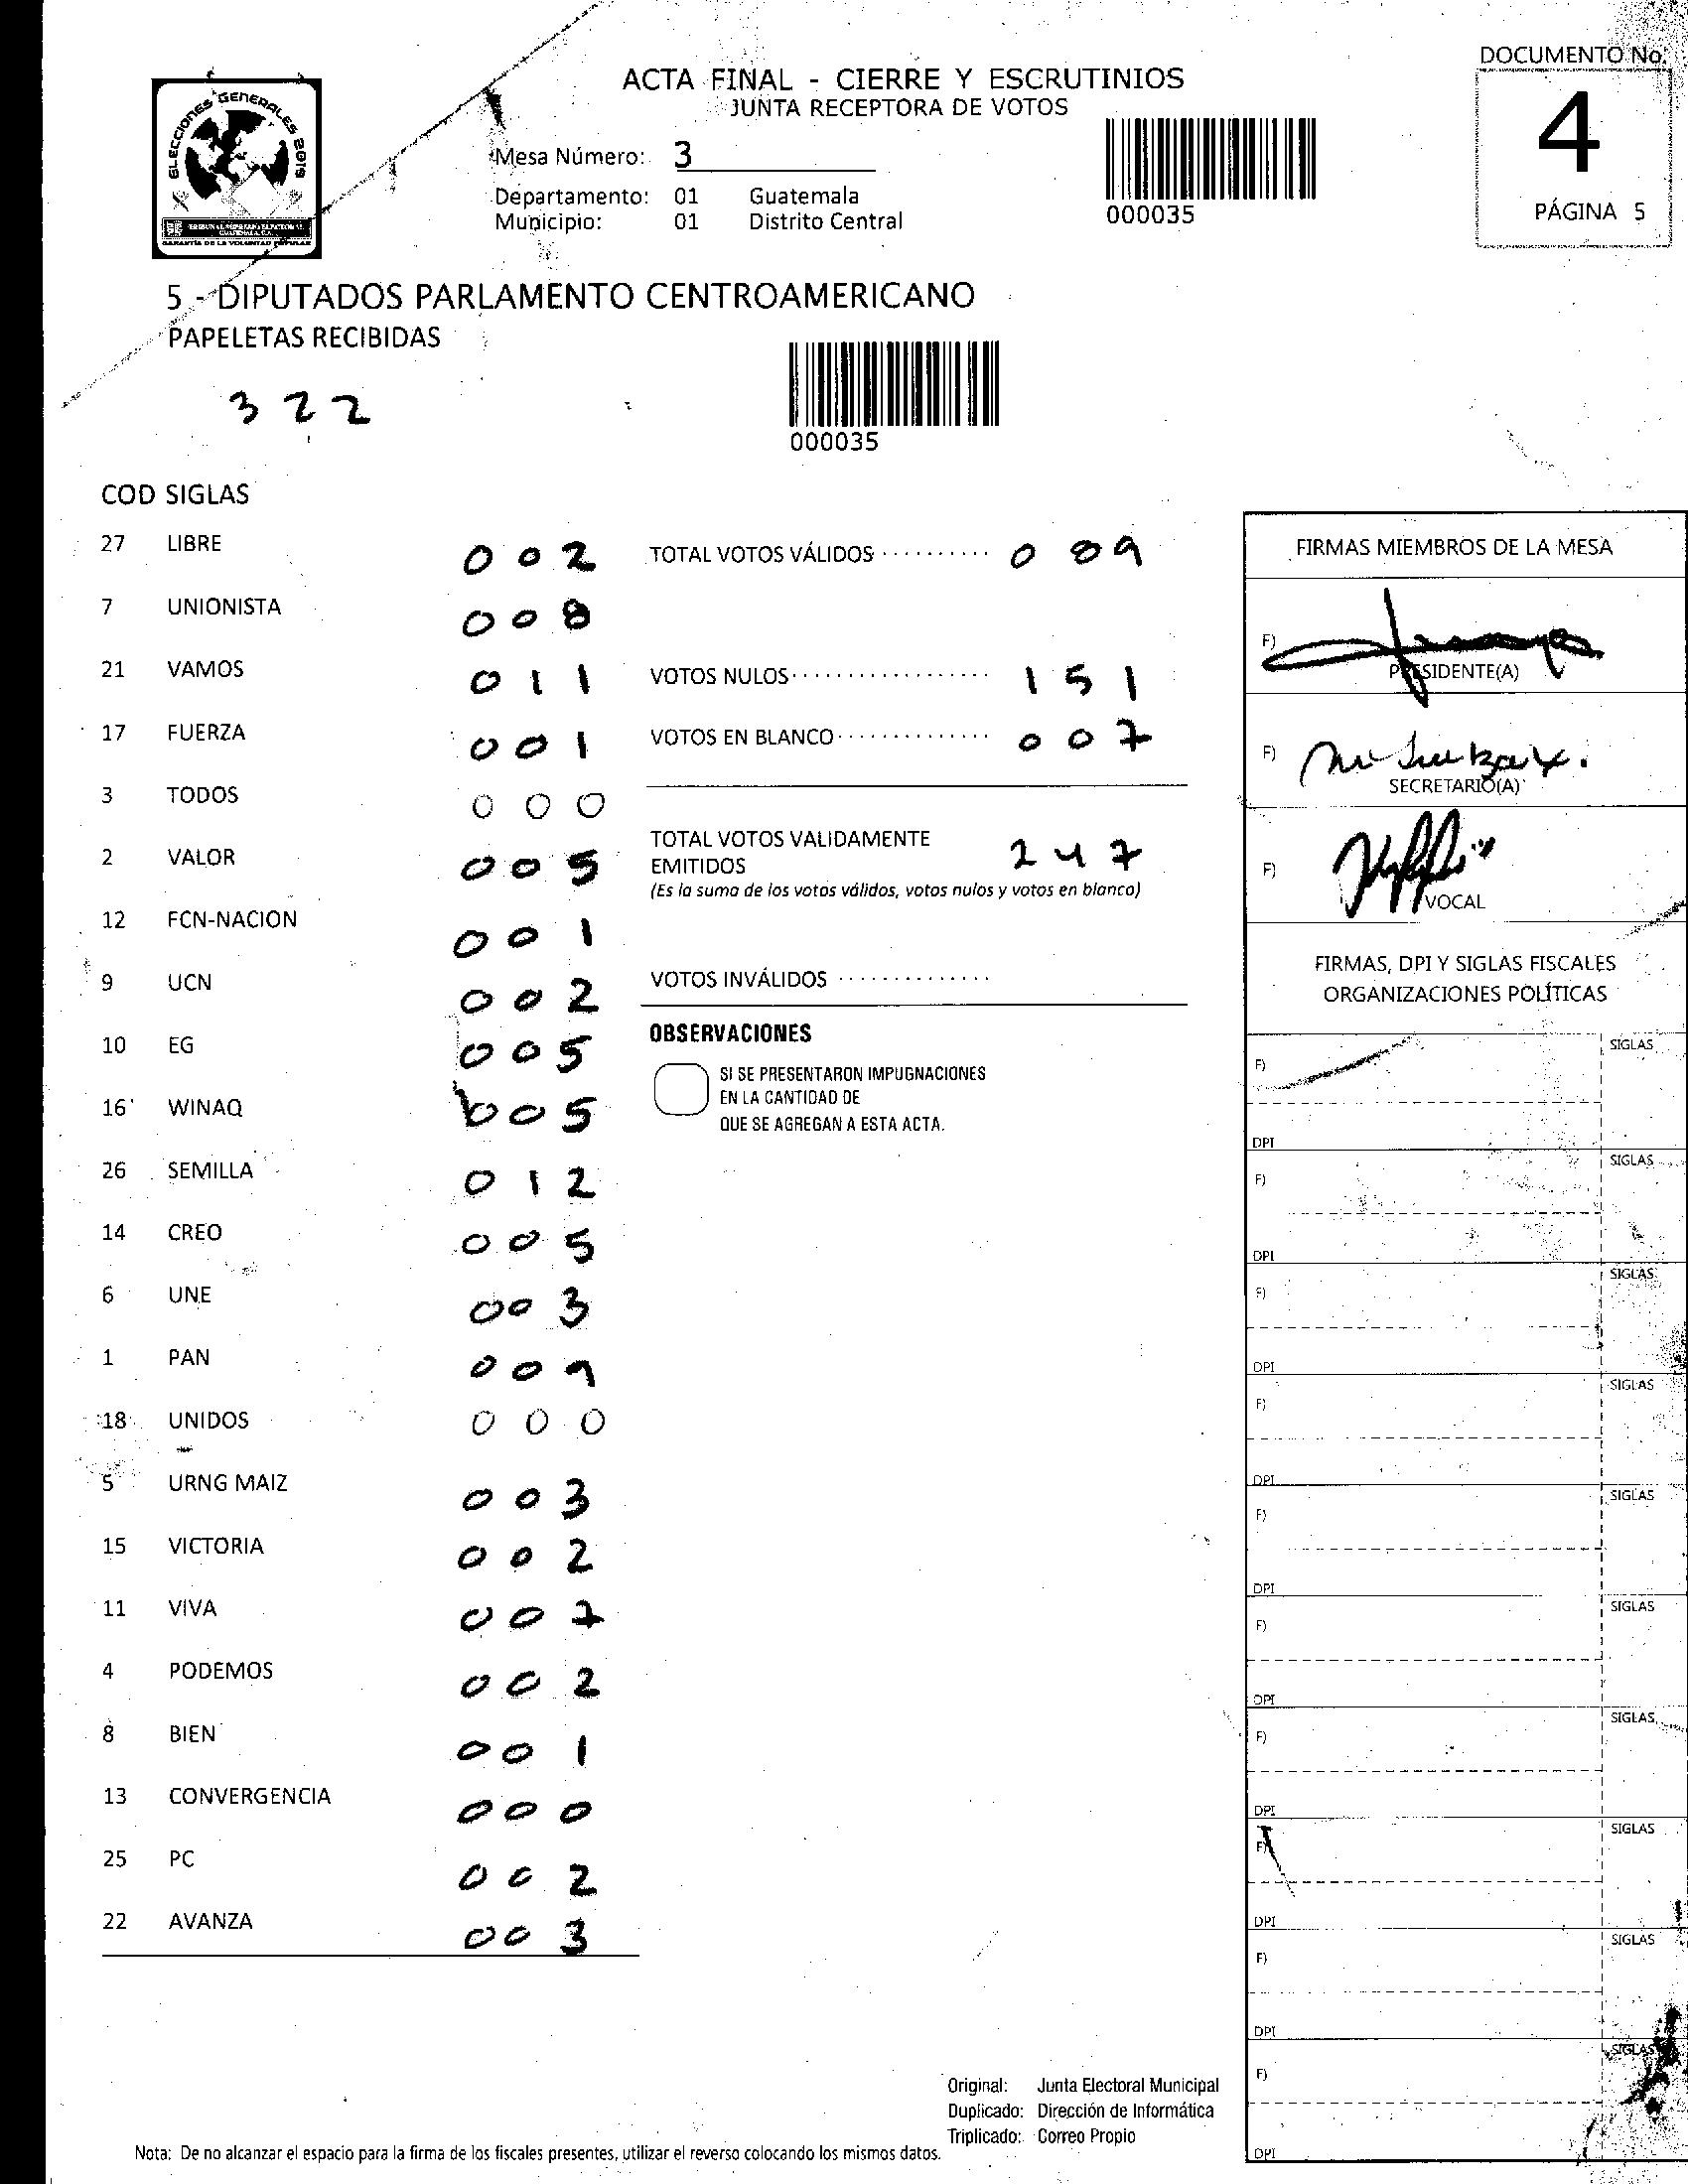 DOCUMENTO No.
4
PÁGINA 5
ELECCIONES GENERALES 2019
GARANTÍA DE LA VOLUNTAD POPULAR
ACTA FINAL - CIERRE Y ESCRUTINIOS
JUNTA RECEPTORA DE VOTOS
Mesa Número: 3
Departamento: 01 Guatemala
Municipio: 01 Distrito Central
000035
5 - DIPUTADOS PARLAMENTO CENTROAMERICANO
PAPELETAS RECIBIDAS
322
000035
COD SIGLAS
27 LIBRE 002
7 UNIONISTA 008
21 VAMOS 011
17 FUERZA 001
3 TODOS 000
2 VALOR 005
12 FCN-NACION 001
9 UCN 002
10 EG 005
16 WINAQ 005
26 SEMILLA 012
14 CREO 005
6 UNE 003
1 PAN 009
18 UNIDOS 000
5 URNG MAIZ 003
15 VICTORIA 002
11 VIVA 007
4 PODEMOS 002
8 BIEN 001
13 CONVERGENCIA 000
25 PC 002
22 AVANZA 003
TOTAL VOTOS VÁLIDOS .......... 089
VOTOS NULOS.................. 151
VOTOS EN BLANCO.............. 007
TOTAL VOTOS VALIDAMENTE
EMITIDOS 247
(Es la suma de los votos válidos, votos nulos y votos en blanco)
VOTOS INVÁLIDOS ..............
OBSERVACIONES
SI SE PRESENTARON IMPUGNACIONES
EN LA CANTIDAD DE
QUE SE AGREGAN A ESTA ACTA.
FIRMAS MIEMBROS DE LA MESA
F)
PRESIDENTE(A)
F)
SECRETARIO(A)
F)
VOCAL
FIRMAS, DPI Y SIGLAS FISCALES
ORGANIZACIONES POLÍTICAS
F) SIGLAS
DPI
F) SIGLAS
DPI
F) SIGLAS
DPI
F) SIGLAS
DPI
F) SIGLAS
DPI
F) SIGLAS
DPI
F) SIGLAS
DPI
F) SIGLAS
DPI
F) SIGLAS
DPI
F) SIGLAS
DPI
Original: Junta Electoral Municipal
Duplicado: Dirección de Informática
Triplicado: Correo Propio
Nota: De no alcanzar el espacio para la firma de los fiscales presentes, utilizar el reverso colocando los mismos datos.